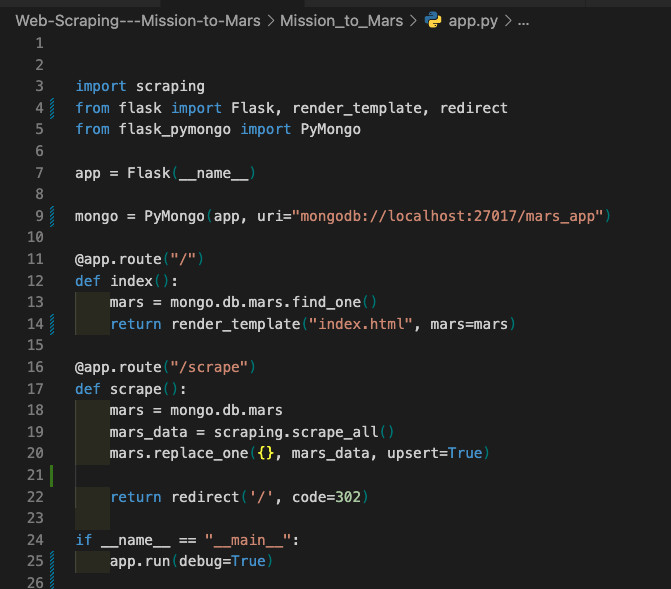 Web-Scraping---Mission-to-Mars > Mission_to_Mars > app.py > ...
1
2
3 import scraping
4 from flask import Flask, render_template, redirect
5 from flask_pymongo import PyMongo
6
7 app = Flask(__name__)
8
9 mongo = PyMongo(app, uri="mongodb://localhost:27017/mars_app")
10
11 @app.route("/")
12 def index():
13     mars = mongo.db.mars.find_one()
14     return render_template("index.html", mars=mars)
15
16 @app.route("/scrape")
17 def scrape():
18     mars = mongo.db.mars
19     mars_data = scraping.scrape_all()
20     mars.replace_one({}, mars_data, upsert=True)
21
22     return redirect('/', code=302)
23
24 if __name__ == "__main__":
25     app.run(debug=True)
26